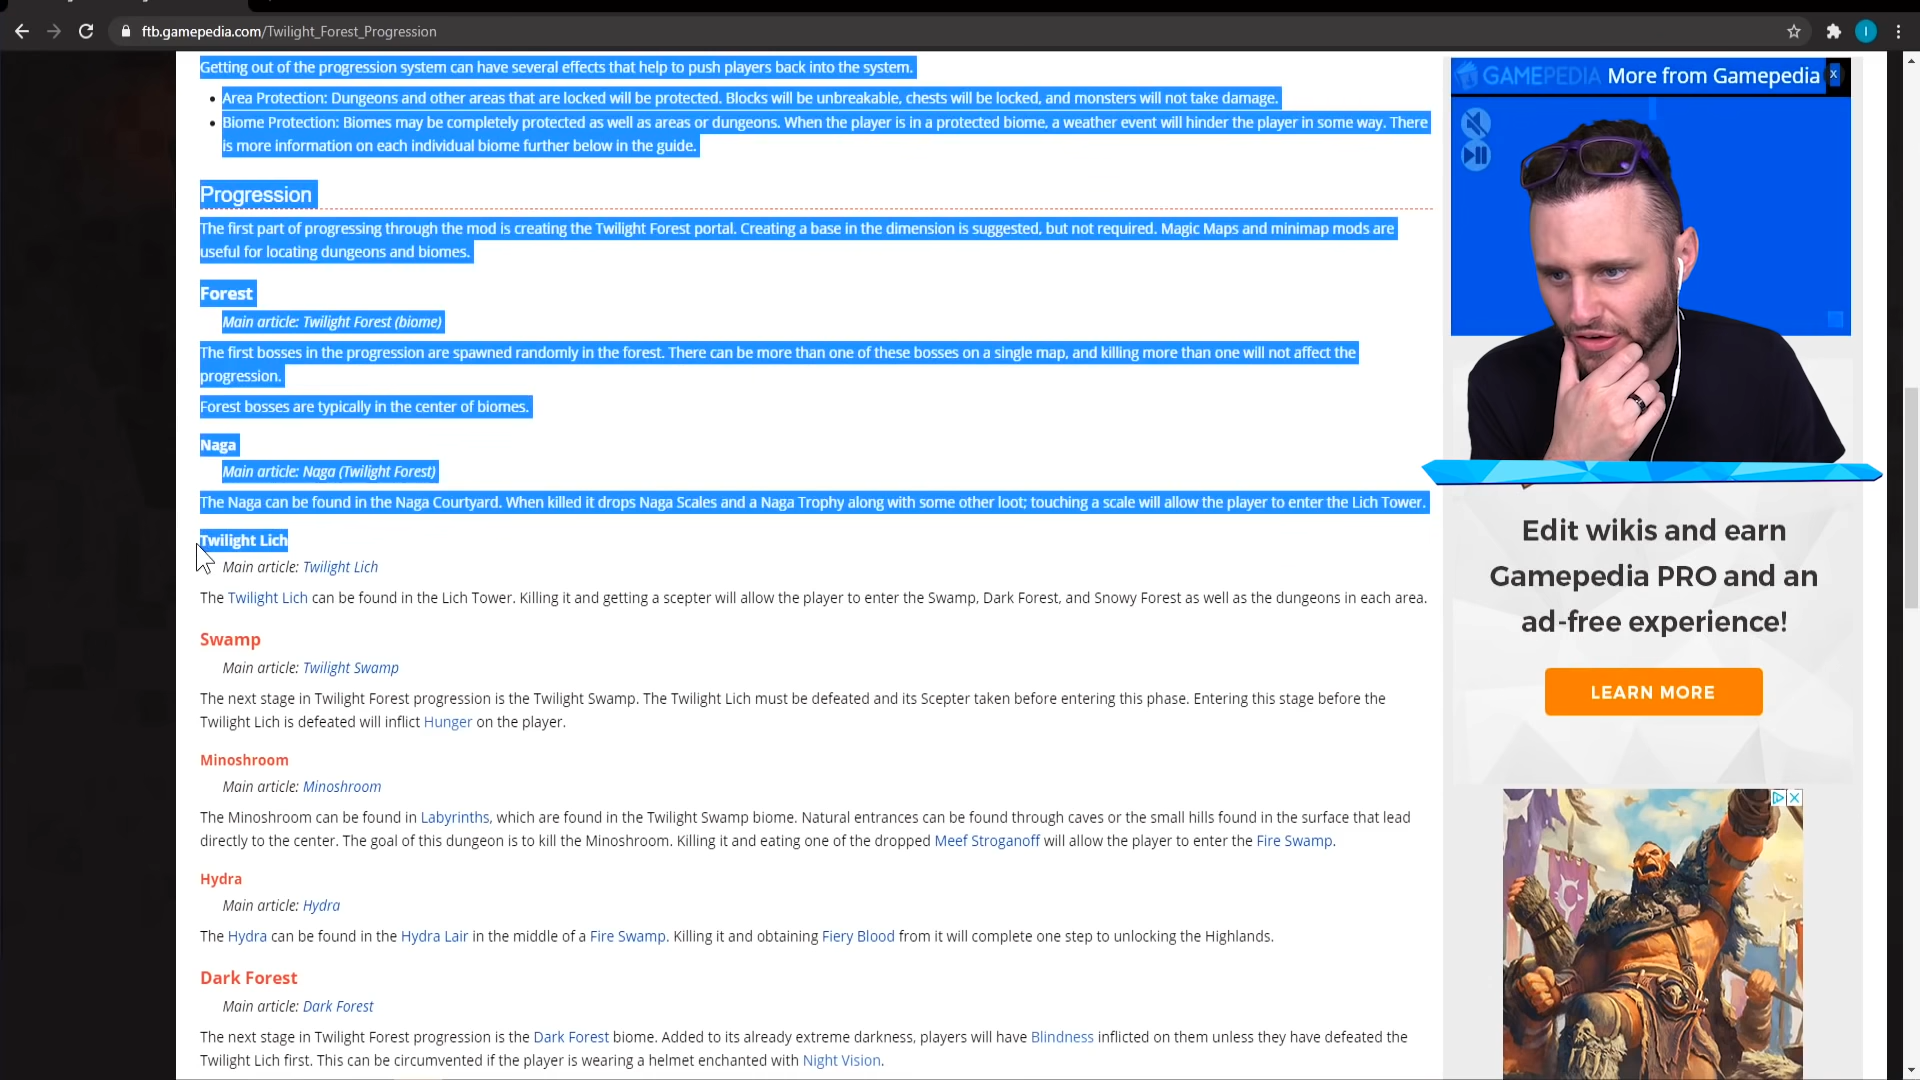 ftb.gamepedia.com/Twilight_Forest_Progression
I
Getting out of the progression system can have several effects that help to push players back into the system.
• Area Protection: Dungeons and other areas that are locked will be protected. Blocks will be unbreakable, chests will be locked, and monsters will not take damage.
• Biome Protection: Biomes may be completely protected as well as areas or dungeons. When the player is in a protected biome, a weather event will hinder the player in some way. There
is more information on each individual biome further below in the guide.
Progression
The first part of progressing through the mod is creating the Twilight Forest portal. Creating a base in the dimension is suggested, but not required. Magic Maps and minimap mods are
useful for locating dungeons and biomes.
Forest
Main article: Twilight Forest (biome)
The first bosses in the progression are spawned randomly in the forest. There can be more than one of these bosses on a single map, and killing more than one will not affect the
progression.
Forest bosses are typically in the center of biomes.
Naga
Main article: Naga (Twilight Forest)
The Naga can be found in the Naga Courtyard. When killed it drops Naga Scales and a Naga Trophy along with some other loot; touching a scale will allow the player to enter the Lich Tower.
Twilight Lich
Main article: Twilight Lich
The Twilight Lich can be found in the Lich Tower. Killing it and getting a scepter will allow the player to enter the Swamp, Dark Forest, and Snowy Forest as well as the dungeons in each area.
Swamp
Main article: Twilight Swamp
The next stage in Twilight Forest progression is the Twilight Swamp. The Twilight Lich must be defeated and its Scepter taken before entering this phase. Entering this stage before the
Twilight Lich is defeated will inflict Hunger on the player.
Minoshroom
Main article: Minoshroom
The Minoshroom can be found in Labyrinths, which are found in the Twilight Swamp biome. Natural entrances can be found through caves or the small hills found in the surface that lead
directly to the center. The goal of this dungeon is to kill the Minoshroom. Killing it and eating one of the dropped Meef Stroganoff will allow the player to enter the Fire Swamp.
Hydra
Main article: Hydra
The Hydra can be found in the Hydra Lair in the middle of a Fire Swamp. Killing it and obtaining Fiery Blood from it will complete one step to unlocking the Highlands.
Dark Forest
Main article: Dark Forest
The next stage in Twilight Forest progression is the Dark Forest biome. Added to its already extreme darkness, players will have Blindness inflicted on them unless they have defeated the
Twilight Lich first. This can be circumvented if the player is wearing a helmet enchanted with Night Vision.
GAMEPEDIA More from Gamepedia x
Edit wikis and earn
Gamepedia PRO and an
ad-free experience!
LEARN MORE